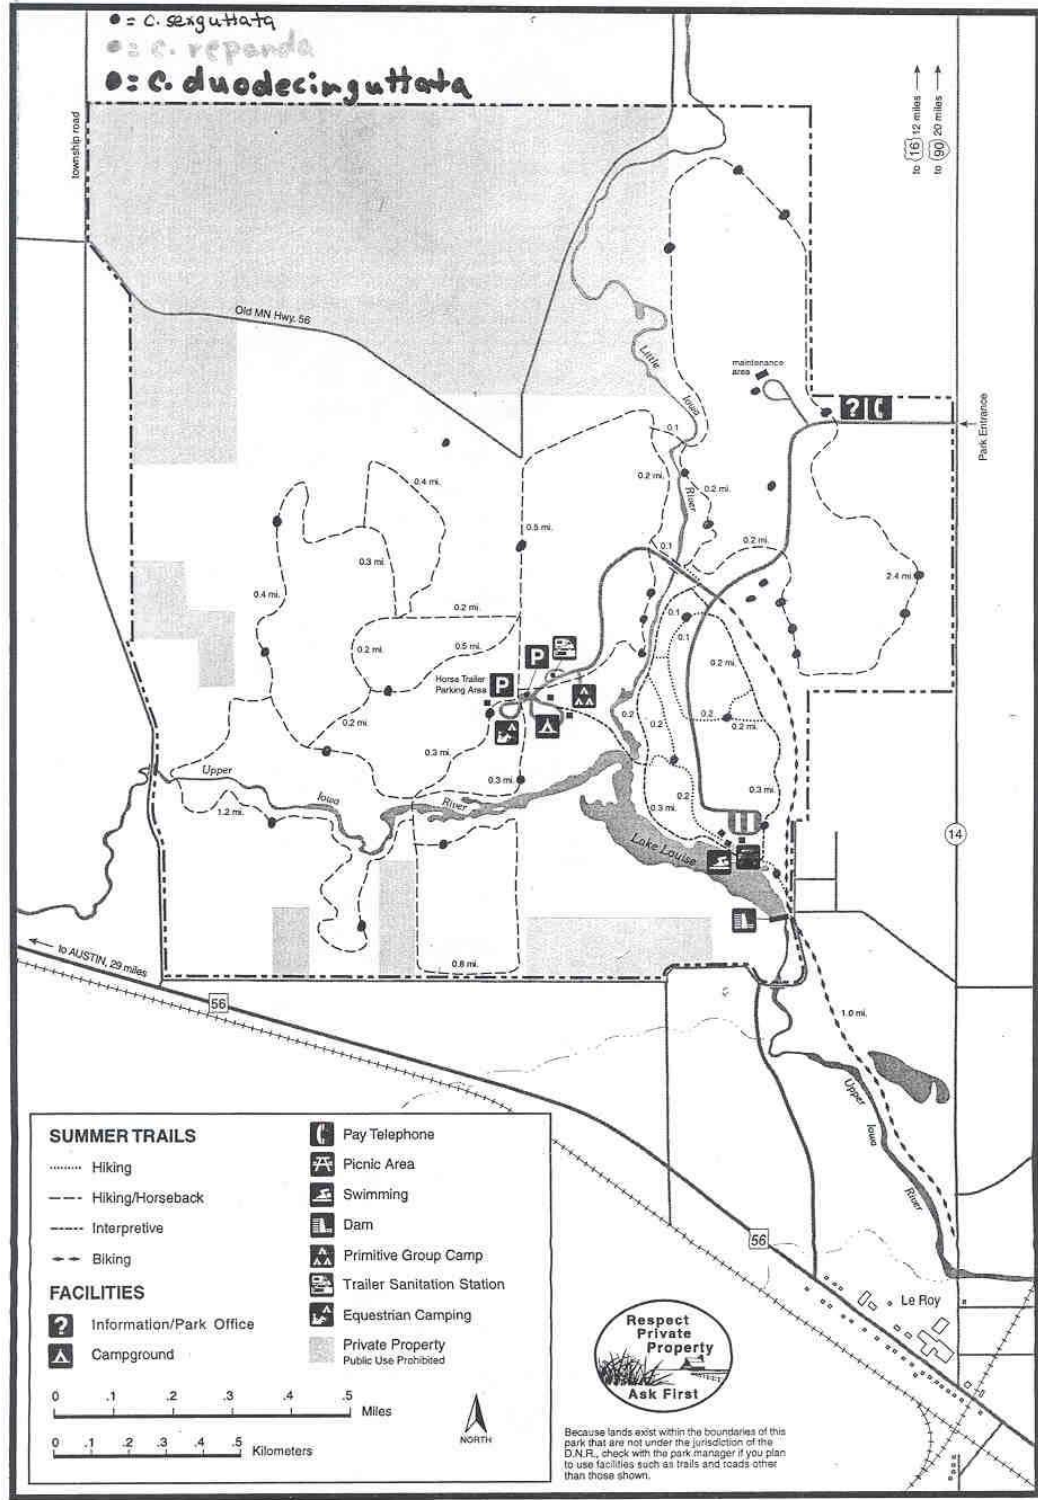 ● = C. sexguttata
● = C. repanda
● = C. duodecimguttata
township road
to 16 12 miles
to 90 20 miles
Old MN Hwy. 56
Little
Iowa
River
maintenance
area
? 
Park Entrance
0.1
0.2 mi.
0.2 mi.
0.4 mi.
0.5 mi.
0.1
0.2 mi.
0.3 mi.
2.4 mi.
0.4 mi.
0.2 mi.
0.1
0.1
0.2 mi.
0.5 mi.
0.2 mi.
P
P
Horse Trailer
Parking Area
0.2 mi.
0.2
0.2
0.2
0.2 mi.
0.3 mi.
0.3 mi.
Upper
Iowa
River
1.2 mi.
0.2
0.3 mi.
0.3 mi.
Lake Louise
14
to AUSTIN, 29 miles
0.8 mi.
56
1.0 mi.
Upper
Iowa
River
56
Le Roy
SUMMER TRAILS
Hiking
Hiking/Horseback
Interpretive
Biking
FACILITIES
? Information/Park Office
Campground
Pay Telephone
Picnic Area
Swimming
Dam
Primitive Group Camp
Trailer Sanitation Station
Equestrian Camping
Private Property
Public Use Prohibited
0 .1 .3 .4 .5
Miles
0 .1 .2 .3 .4 .5
Kilometers
NORTH
Respect
Private
Property
Ask First
Because lands exist within the boundaries of this
park that are not under the jurisdiction of the
D.N.R., check with the park manager if you plan
to use facilities such as trails and roads other
than those shown.